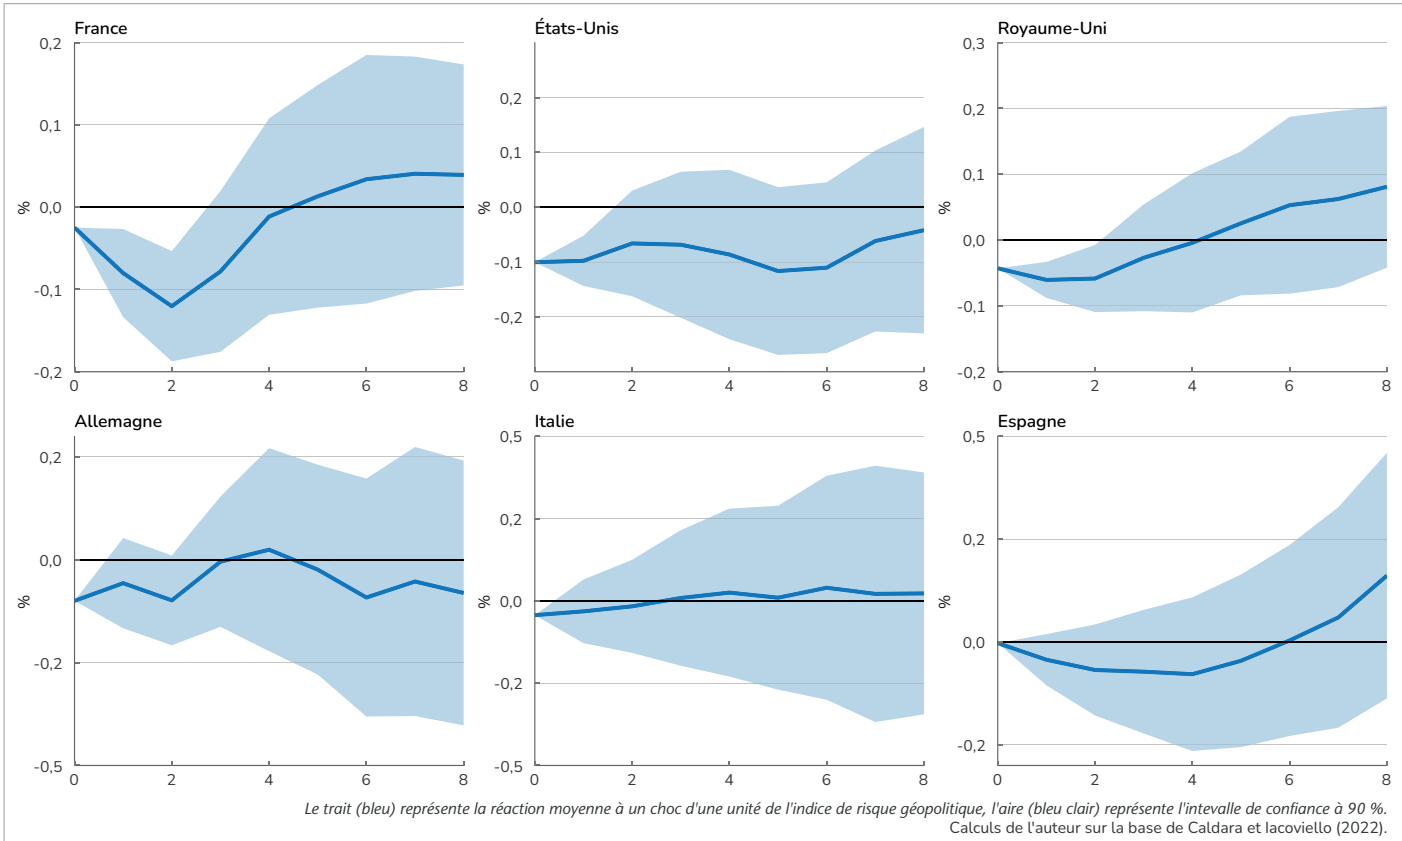 France
0,2
0,1
0,0
-0,1
-0,2
%
0 2 4 6 8
États-Unis
0,2
0,1
0,0
-0,1
-0,2
%
0 2 4 6 8
Royaume-Uni
0,3
0,2
0,1
0,0
-0,1
-0,2
%
0 2 4 6 8
Allemagne
0,2
0,0
-0,2
-0,5
%
0 2 4 6 8
Italie
0,5
0,2
0,0
-0,2
-0,5
%
0 2 4 6 8
Espagne
0,5
0,2
0,0
-0,2
%
0 2 4 6 8
Le trait (bleu) représente la réaction moyenne à un choc d'une unité de l'indice de risque géopolitique, l'aire (bleu clair) représente l'intevalle de confiance à 90 %.
Calculs de l'auteur sur la base de Caldara et Iacoviello (2022).